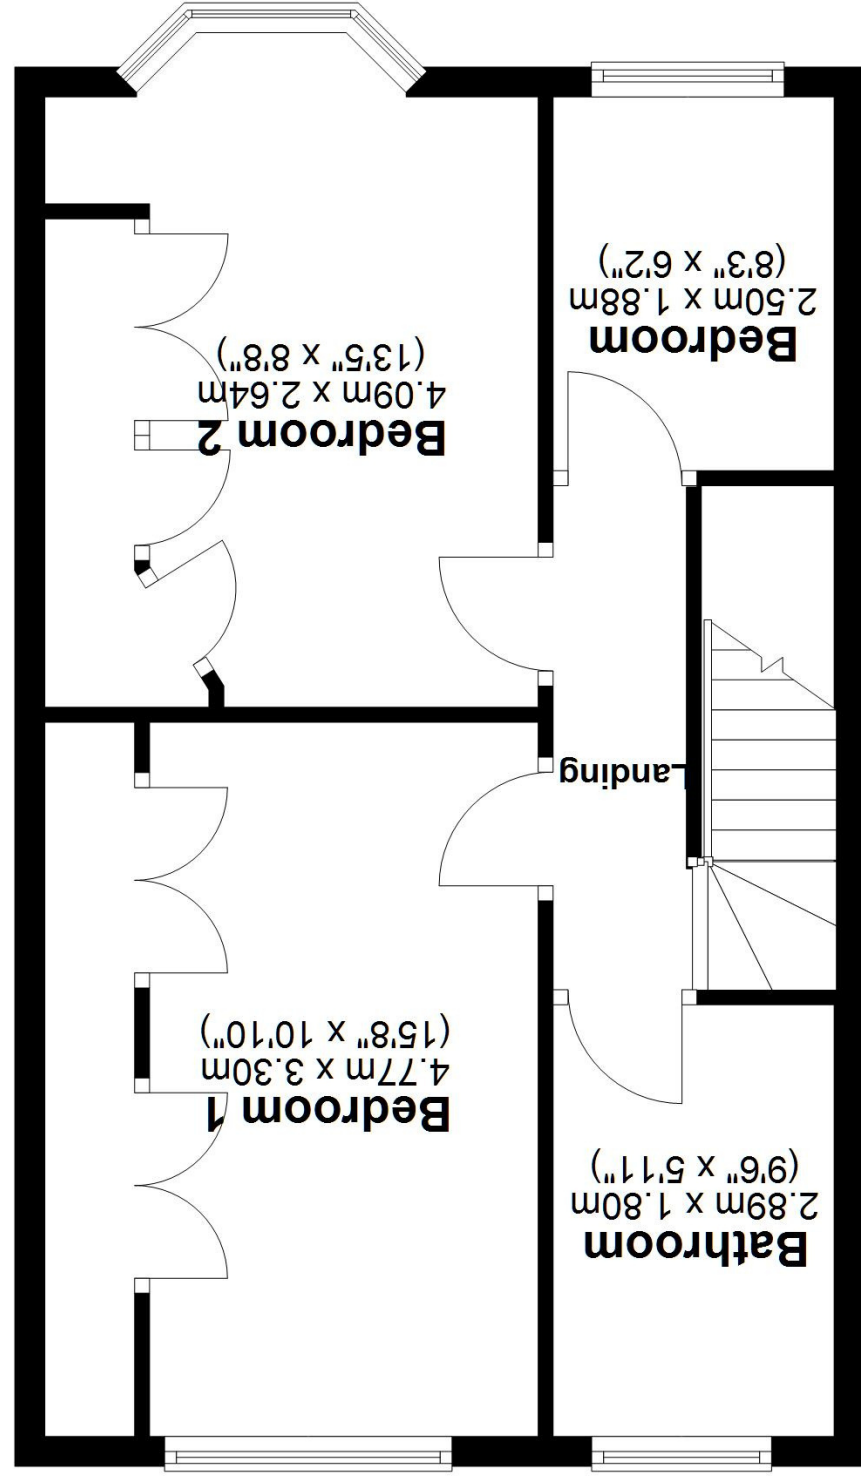 Bathroom
2.89m x 1.80m
(9'6" x 5'11")
Bedroom 1
4.77m x 3.30m
(15'8" x 10'10")
Landing
Bedroom 2
4.09m x 2.64m
(13'5" x 8'8")
Bedroom
2.50m x 1.88m
(8'3" x 6'2")